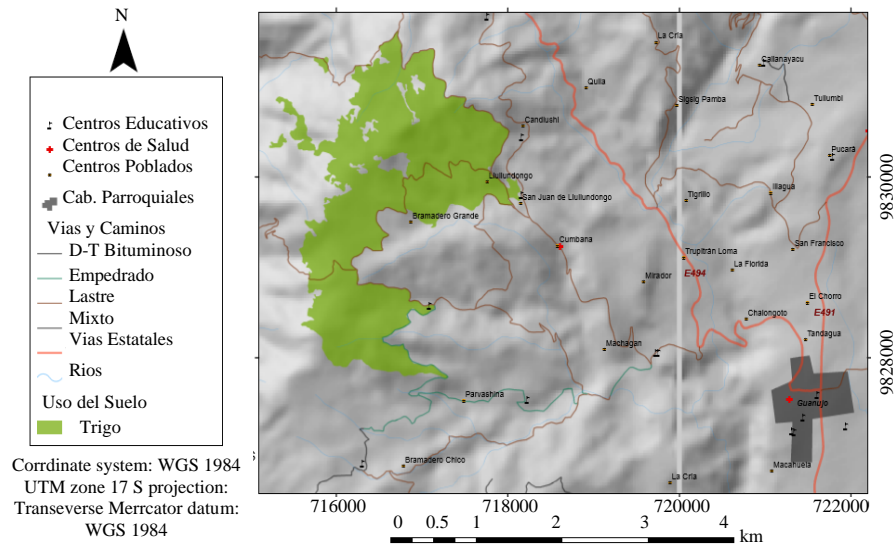 N
Centros Educativos
Centros de Salud
Centros Poblados
Cab. Parroquiales
Vias y Caminos
D-T Bituminoso
Empedrado
Lastre
Mixto
Vias Estatales
Rios
Uso del Suelo
Trigo
Corrdinate system: WGS 1984
UTM zone 17 S projection:
Transeverse Merrcator datum:
WGS 1984
La Cria
Callanayacu
Quila
Sigsig Pamba
Tullumbi
Candiushi
Pucará
Llullundongo
San Juan de Llullundongo
Tigrillo
Illagua
Bramadero Grande
Cumbana
Trupitrán Loma
San Francisco
La Florida
E494
Mirador
El Chorro
E491
Chalongoto
Tandagua
Machagan
Parvashina
Guanujo
Bramadero Chico
Macahuela
La Cria
9830000
9828000
716000 718000 720000 722000
0 0.5 1 2 3 4
km